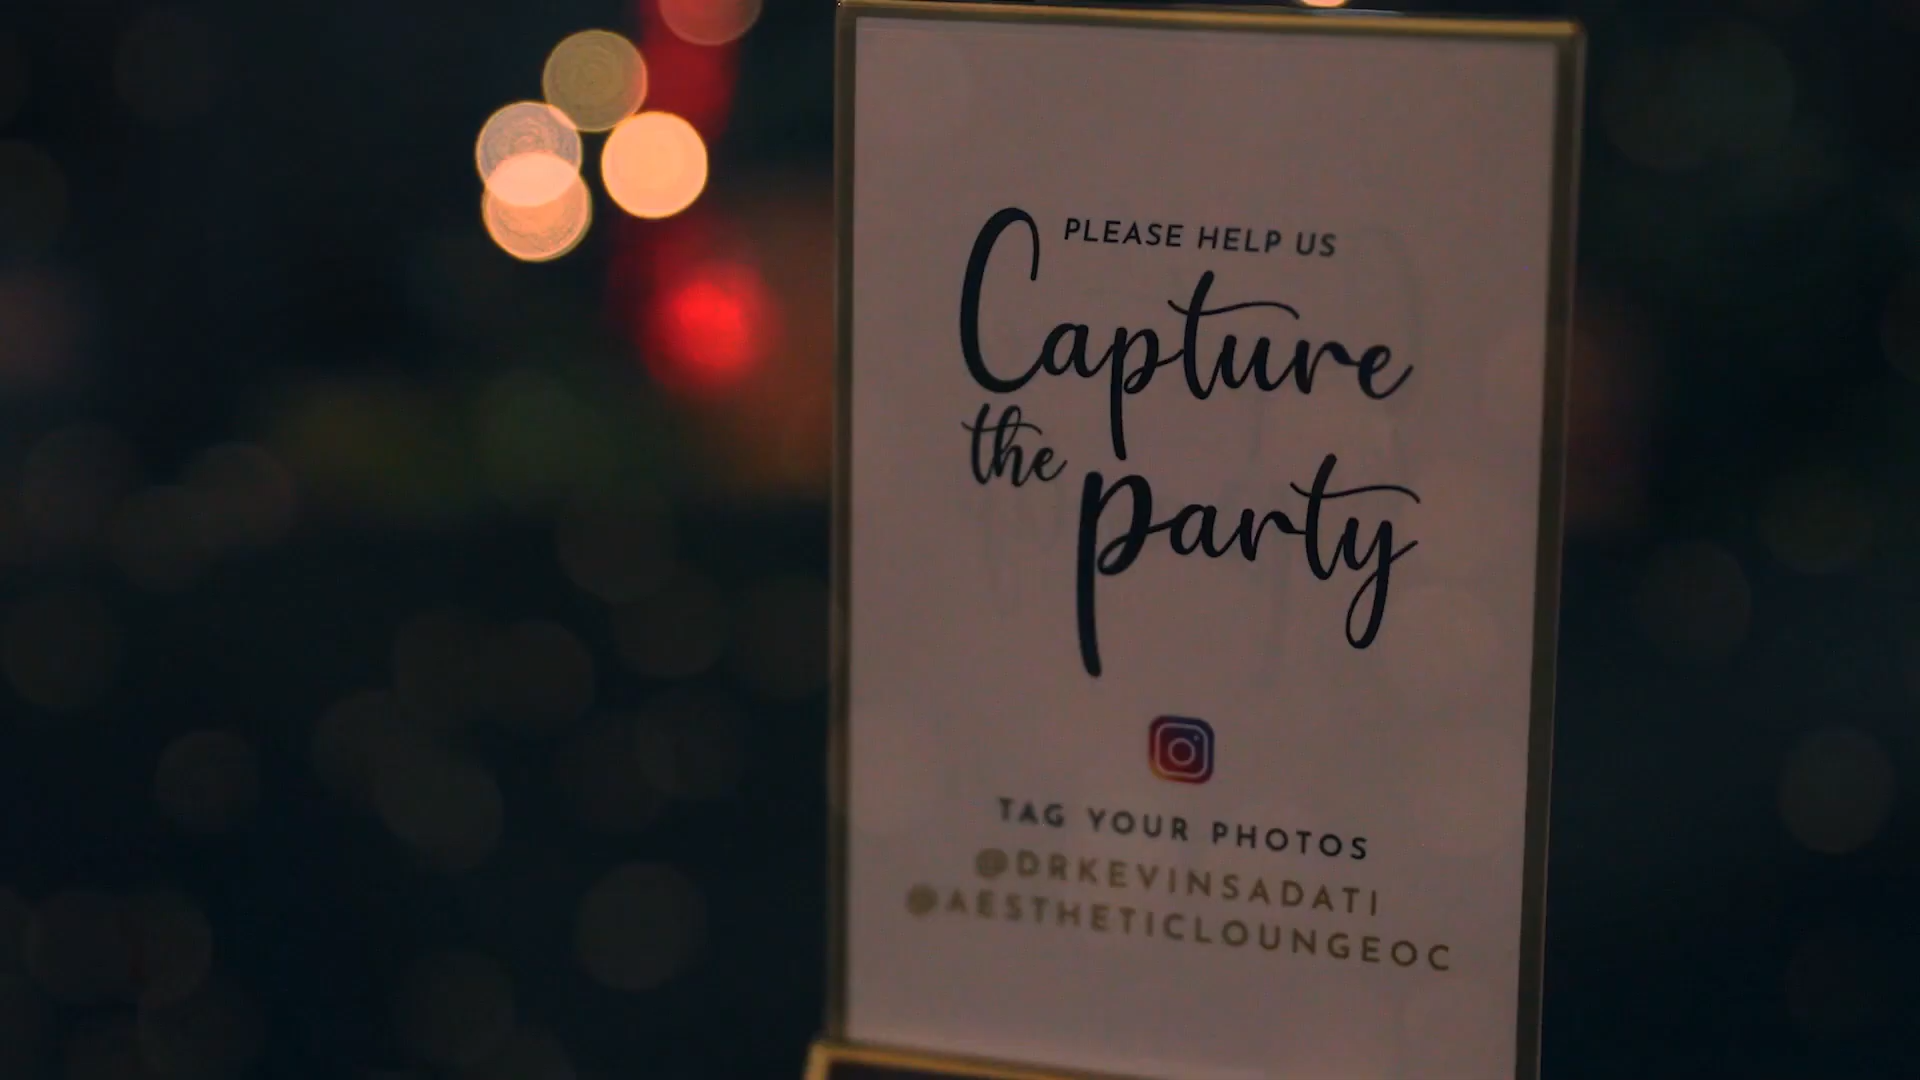 PLEASE HELP US
Capture
the party
TAG YOUR PHOTOS
@DRKEVINSADATI
@AESTHETICLOUNGEOC